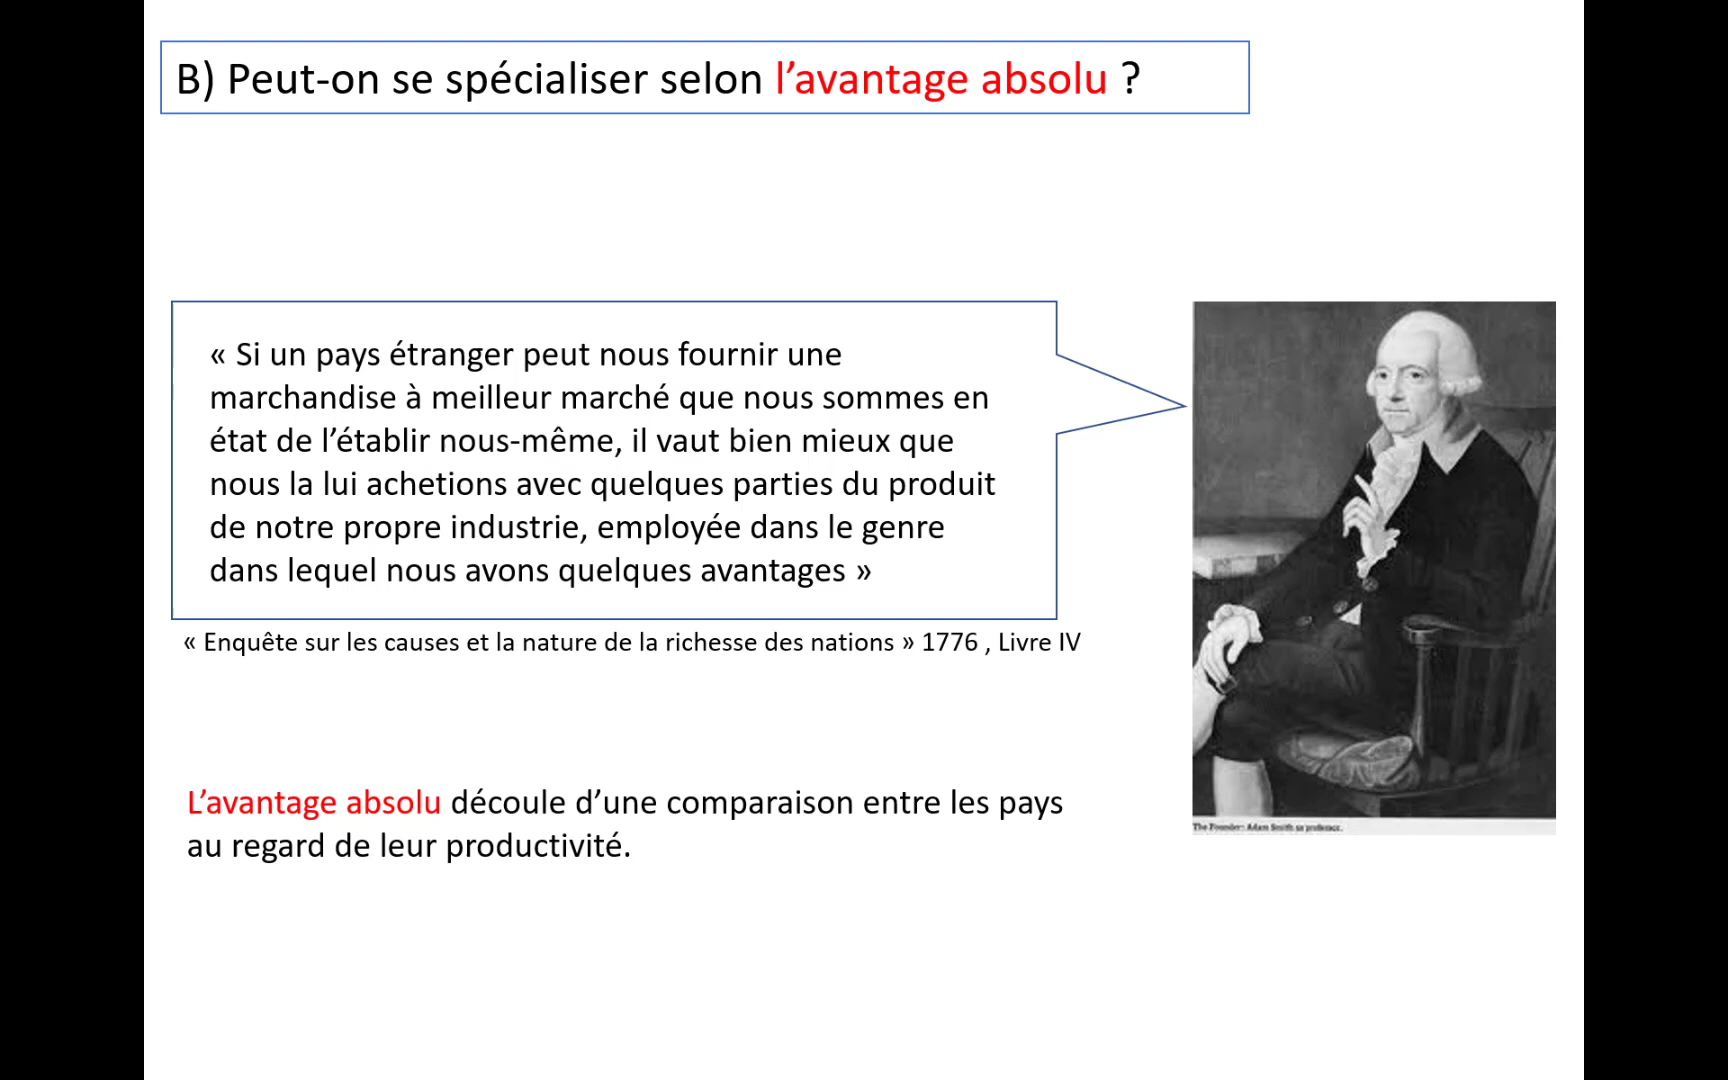 B) Peut-on se spécialiser selon l’avantage absolu ?
« Si un pays étranger peut nous fournir une
marchandise à meilleur marché que nous sommes en
état de l’établir nous-même, il vaut bien mieux que
nous la lui achetions avec quelques parties du produit
de notre propre industrie, employée dans le genre
dans lequel nous avons quelques avantages »
« Enquête sur les causes et la nature de la richesse des nations » 1776 , Livre IV
The Founder: Adam Smith as professor.
L’avantage absolu découle d’une comparaison entre les pays
au regard de leur productivité.